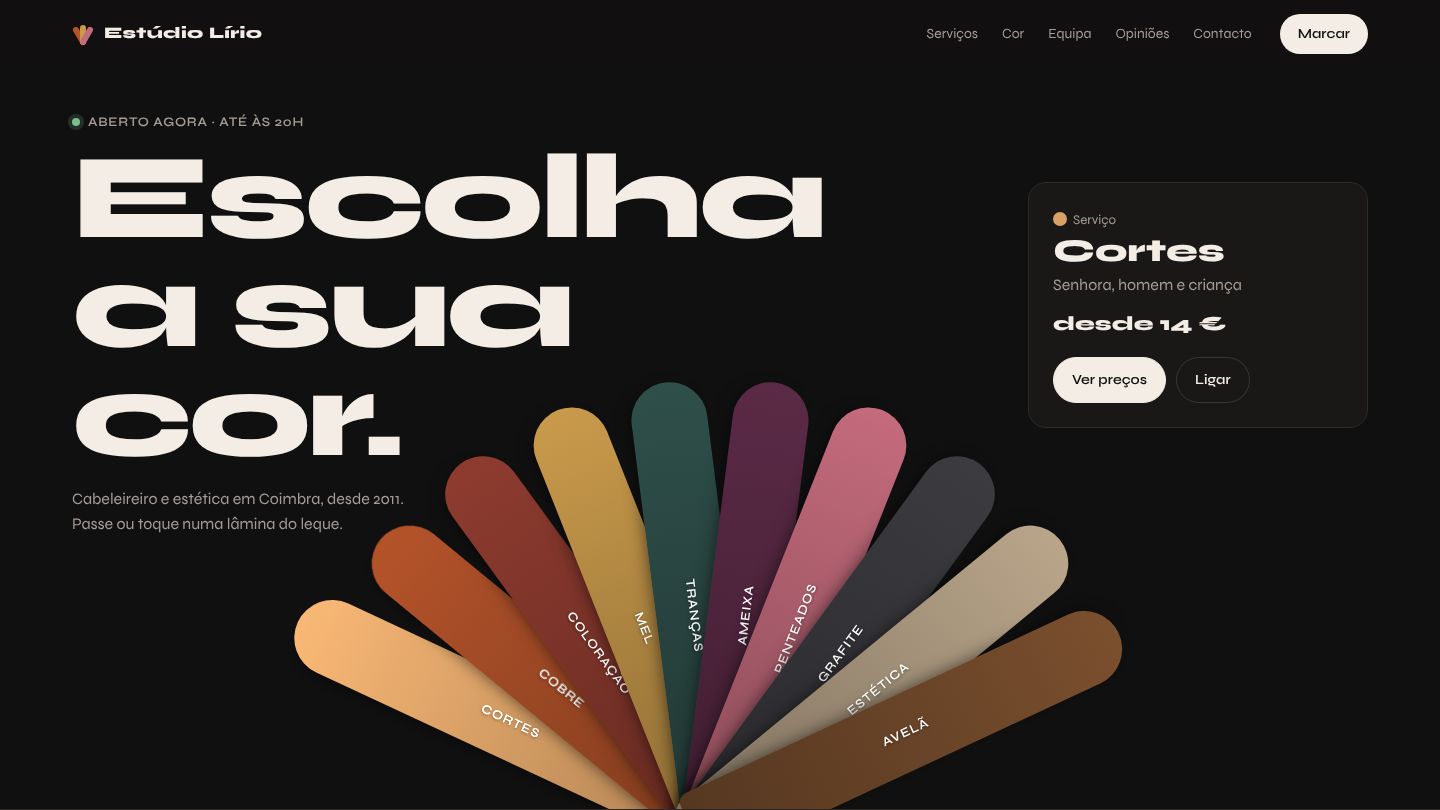 Estúdio Lírio
Serviços
Cor
Equipa
Opiniões
Contacto
Marcar
ABERTO AGORA · ATÉ ÀS 20H
Escolha
a sua
cor.
Cabeleireiro e estética em Coimbra, desde 2011.
Passe ou toque numa lâmina do leque.
Serviço
Cortes
Senhora, homem e criança
desde 14 €
Ver preços
Ligar
CORTES
COBRE
COLORAÇÃO
MEL
TRANÇAS
AMEIXA
PENTEADOS
GRAFITE
ESTÉTICA
AVELÃ